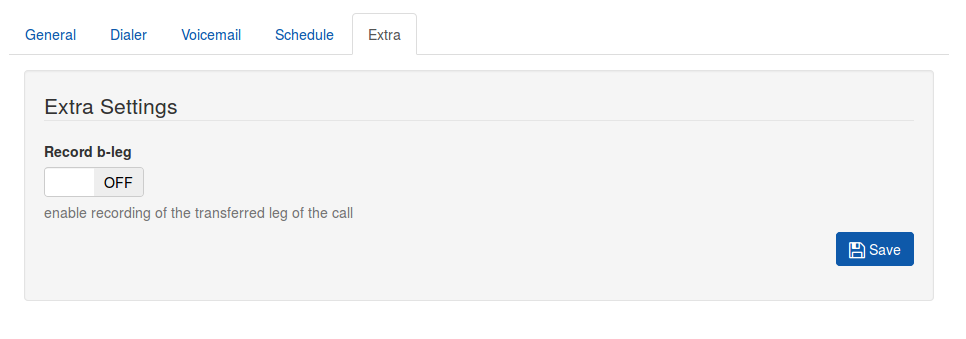 General Dialer Voicemail Schedule Extra
Extra Settings
Record b-leg
OFF
enable recording of the transferred leg of the call
Save